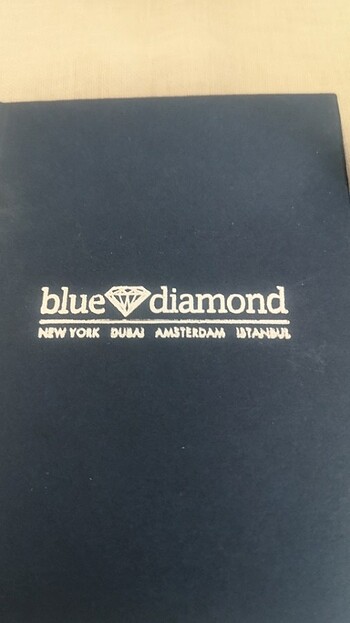 blue diamond
NEW YORK DUBAI AMSTERDAM ISTANBUL